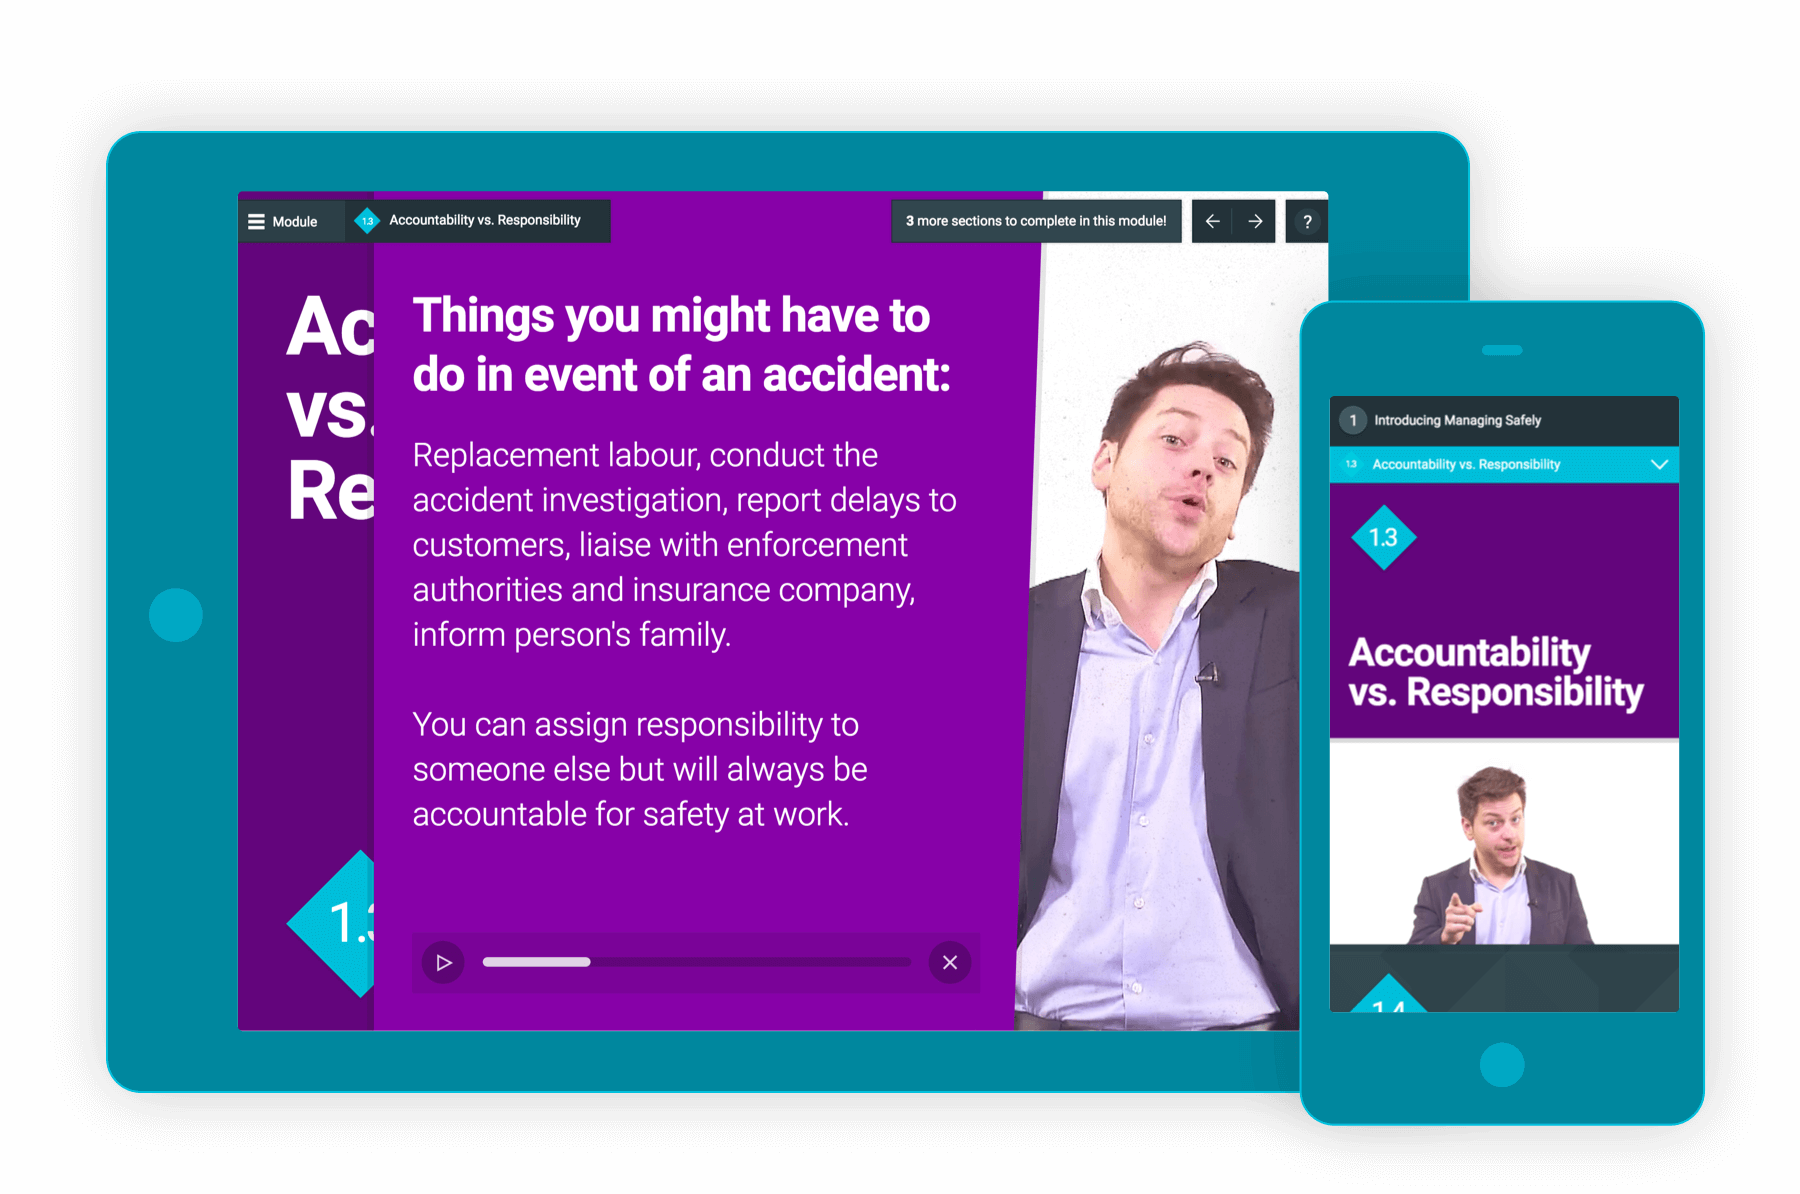 Module
1.3 Accountability vs. Responsibility
3 more sections to complete in this module!
?
Ac
vs.
Re
1.3
Things you might have to
do in event of an accident:
Replacement labour, conduct the
accident investigation, report delays to
customers, liaise with enforcement
authorities and insurance company,
inform person's family.
You can assign responsibility to
someone else but will always be
accountable for safety at work.
1 Introducing Managing Safely
1.3 Accountability vs. Responsibility
1.3
Accountability
vs. Responsibility
1.4